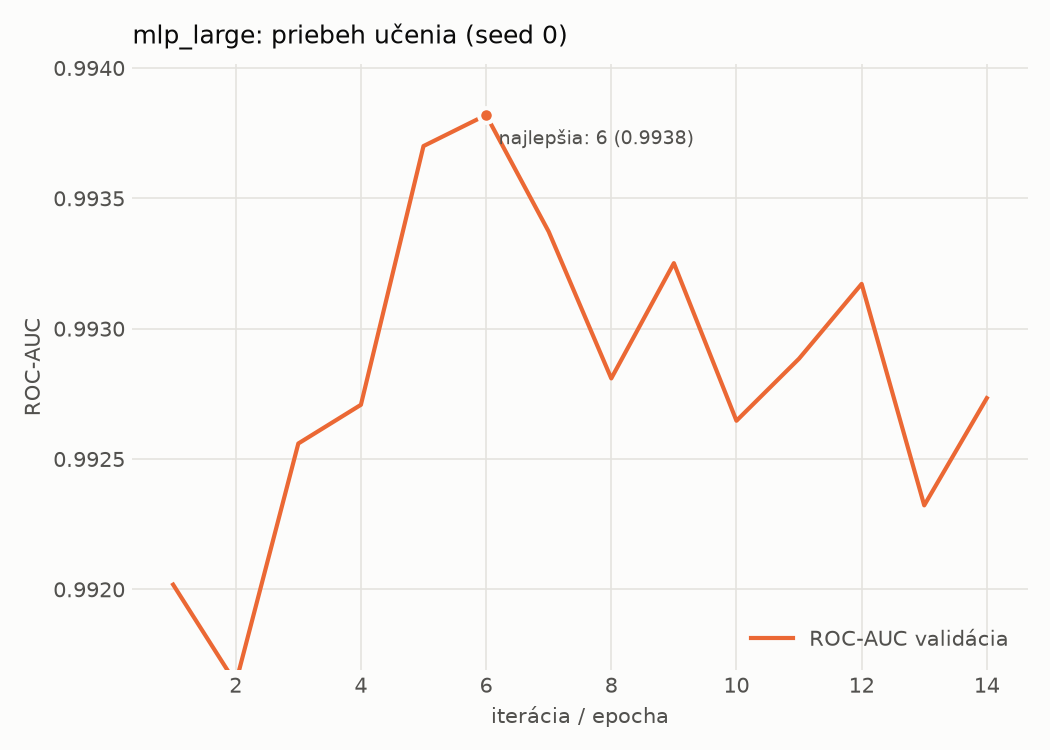 mlp_large: priebeh učenia (seed 0)
0.9940
najlepšia: 6 (0.9938)
0.9935
0.9930
ROC-AUC
0.9925
0.9920
ROC-AUC validácia
2 4 6 8 10 12 14
iterácia / epocha